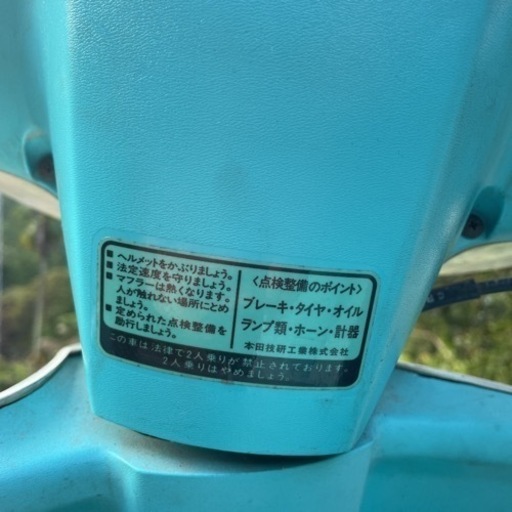 ■ヘルメットをかぶりましょう。
■法定速度を守りましょう。
■マフラーは熱くなります。
人が触れない場所にとめ
ましょう。
■定められた点検整備を
励行しましょう。
〈点検整備のポイント〉
ブレーキ・タイヤ・オイル
ランプ類・ホーン・計器
本田技研工業株式会社
この車は法律で2人乗りが禁止されております。
2人乗りはやめましょう。